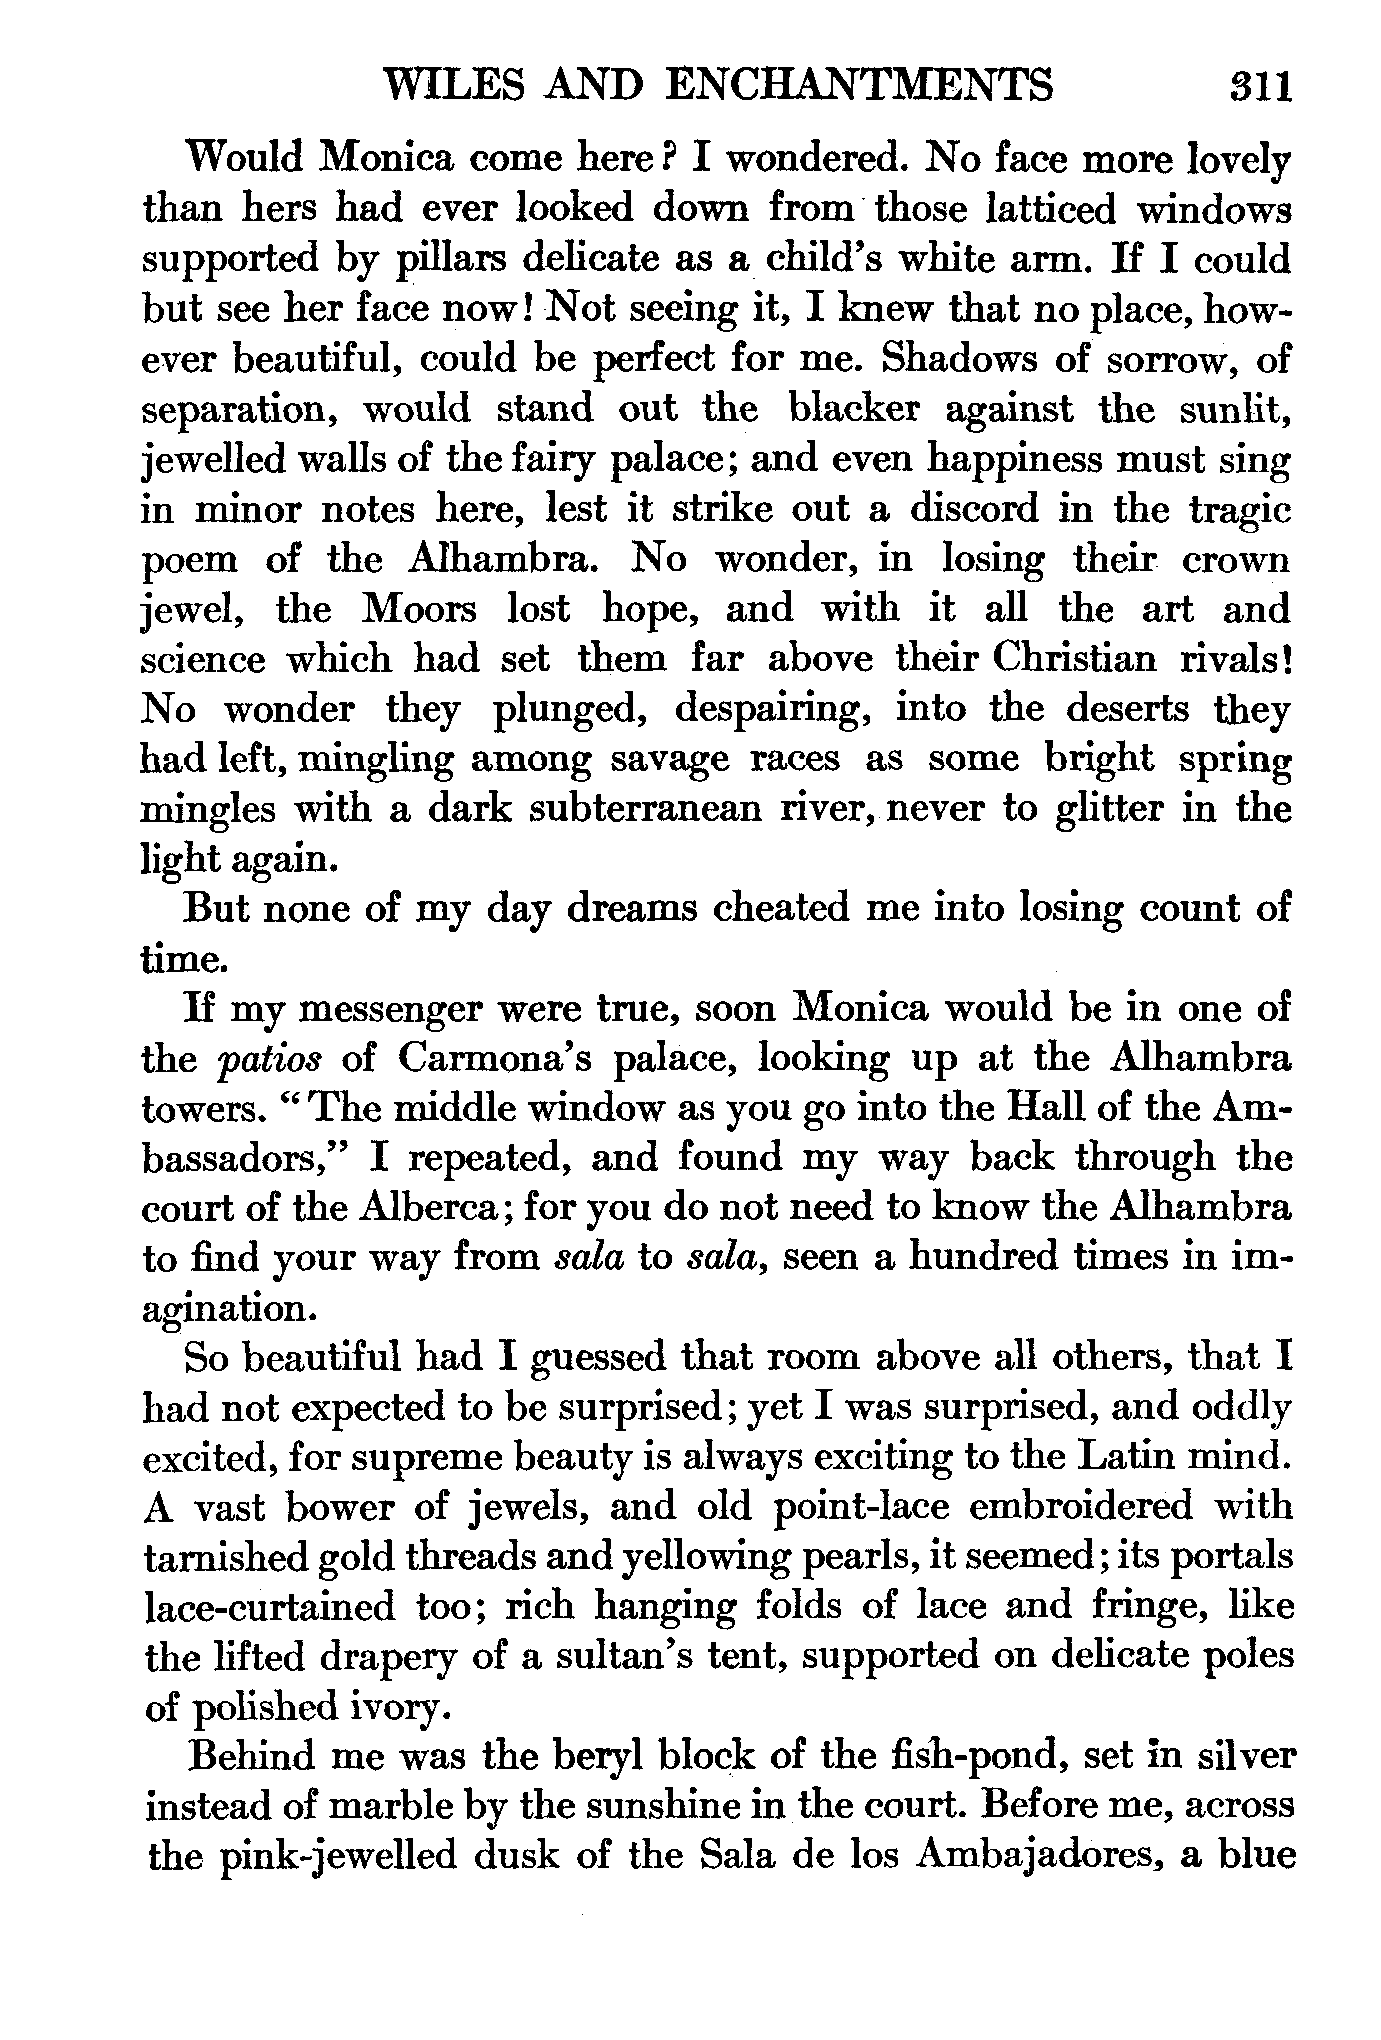 WILES AND ENCHANTMENTS 311
Would Monica come here? I wondered. No face more lovely
than hers had ever looked down from those latticed windows
supported by pillars delicate as a child's white arm. If I could
but see her face now! Not seeing it, I knew that no place, how-
ever beautiful, could be perfect for me. Shadows of sorrow, of
separation, would stand out the blacker against the sunlit,
jewelled walls of the fairy palace; and even happiness must sing
in minor notes here, lest it strike out a discord in the tragic
poem of the Alhambra. No wonder, in losing their crown
jewel, the Moors lost hope, and with it all the art and
science which had set them far above their Christian rivals!
No wonder they plunged, despairing, into the deserts they
had left, mingling among savage races as some bright spring
mingles with a dark subterranean river, never to glitter in the
light again.
But none of my day dreams cheated me into losing count of
time.
If my messenger were true, soon Monica would be in one of
the patios of Carmona's palace, looking up at the Alhambra
towers. "The middle window as you go into the Hall of the Am-
bassadors," I repeated, and found my way back through the
court of the Alberca; for you do not need to know the Alhambra
to find your way from sala to sala, seen a hundred times in im-
agination.
So beautiful had I guessed that room above all others, that I
had not expected to be surprised; yet I was surprised, and oddly
excited, for supreme beauty is always exciting to the Latin mind.
A vast bower of jewels, and old point-lace embroidered with
tarnished gold threads and yellowing pearls, it seemed; its portals
lace-curtained too; rich hanging folds of lace and fringe, like
the lifted drapery of a sultan's tent, supported on delicate poles
of polished ivory.
Behind me was the beryl block of the fish-pond, set in silver
instead of marble by the sunshine in the court. Before me, across
the pink-jewelled dusk of the Sala de los Ambajadores, a blue